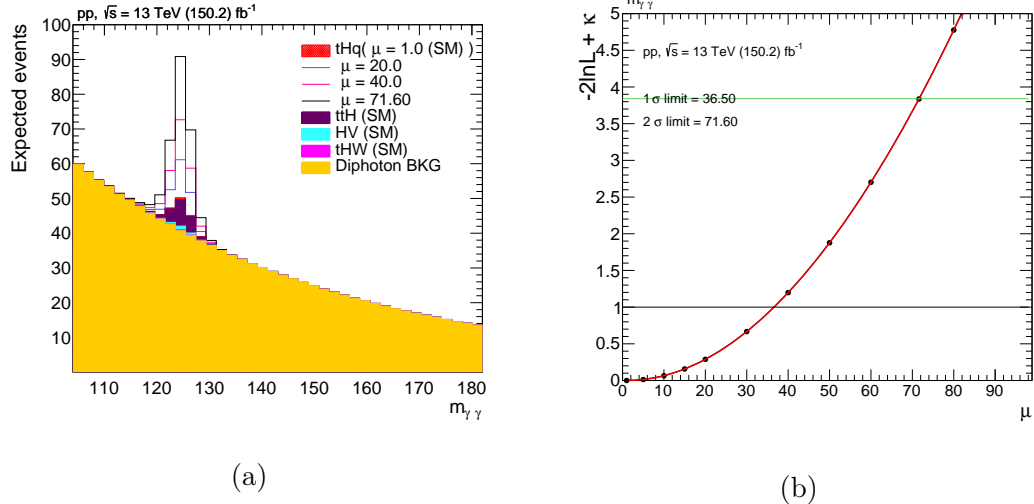 pp, √s = 13 TeV (150.2) fb⁻¹
Expected events
100
90
80
70
60
50
40
30
20
10
tHq( μ = 1.0 (SM) )
μ = 20.0
μ = 40.0
μ = 71.60
ttH (SM)
HV (SM)
tHW (SM)
Diphoton BKG
110 120 130 140 150 160 170 180
m_γ γ
(a)
m_γ γ
-2lnL + κ
5
4.5
4
3.5
3
2.5
2
1.5
1
0.5
0
pp, √s = 13 TeV (150.2) fb⁻¹
1 σ limit = 36.50
2 σ limit = 71.60
0 10 20 30 40 50 60 70 80 90
μ
(b)